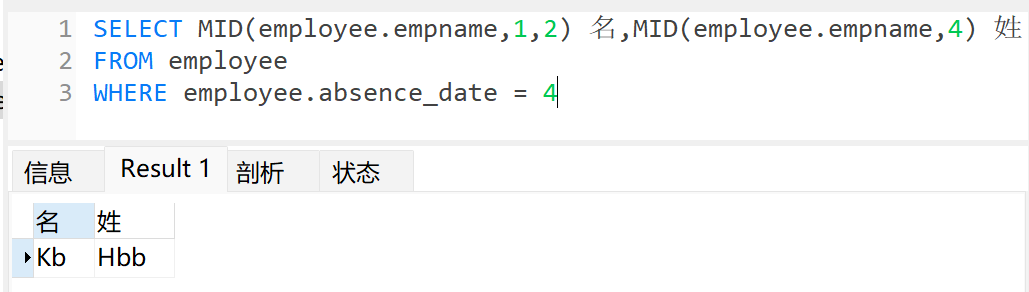 1 SELECT MID(employee.empname,1,2) 名,MID(employee.empname,4) 姓
2 FROM employee
3 WHERE employee.absence_date = 4
信息 Result 1 剖析 状态
名 姓
Kb Hbb